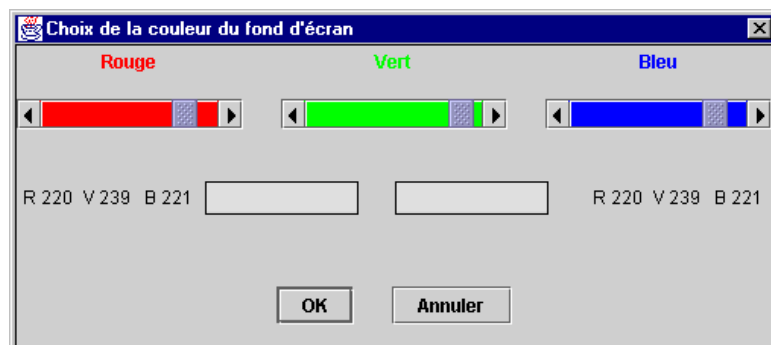 Choix de la couleur du fond d'écran
Rouge Vert Bleu
R 220 V 239 B 221 R 220 V 239 B 221
OK Annuler